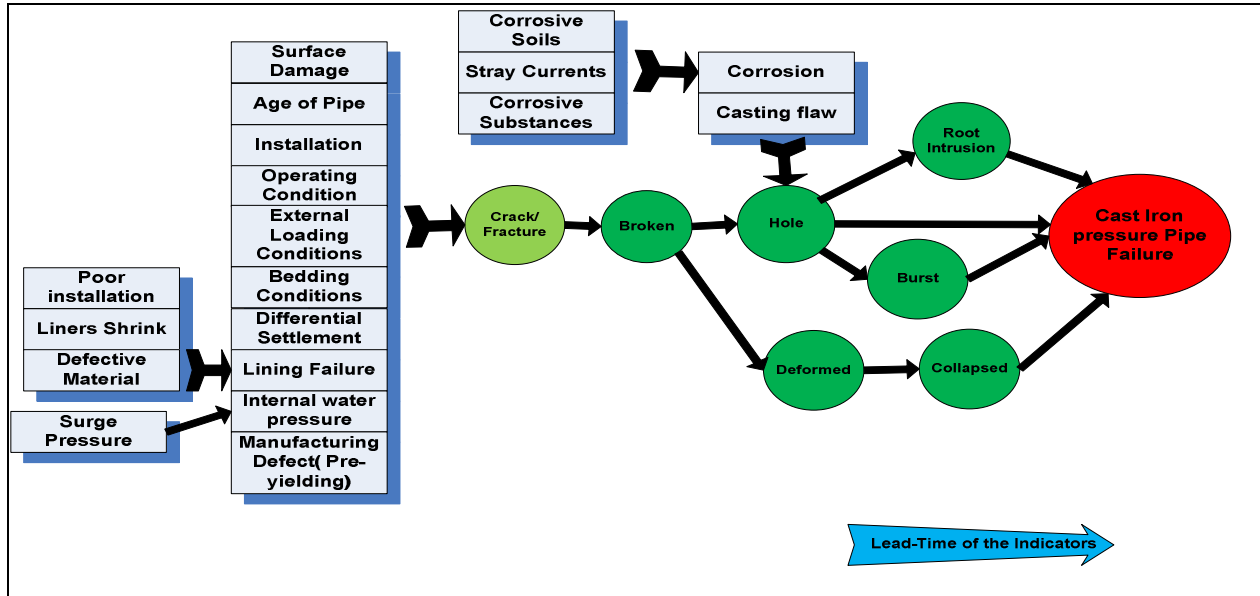 Surface
Damage
Age of Pipe
Installation
Operating
Condition
External
Loading
Conditions
Bedding
Conditions
Differential
Settlement
Lining Failure
Internal water
pressure
Manufacturing
Defect( Pre-
yielding)
Poor
installation
Liners Shrink
Defective
Material
Surge
Pressure
Corrosive
Soils
Stray Currents
Corrosive
Substances
Corrosion
Casting flaw
Crack/
Fracture
Broken
Hole
Root
Intrusion
Burst
Deformed
Collapsed
Cast Iron
pressure Pipe
Failure
Lead-Time of the Indicators